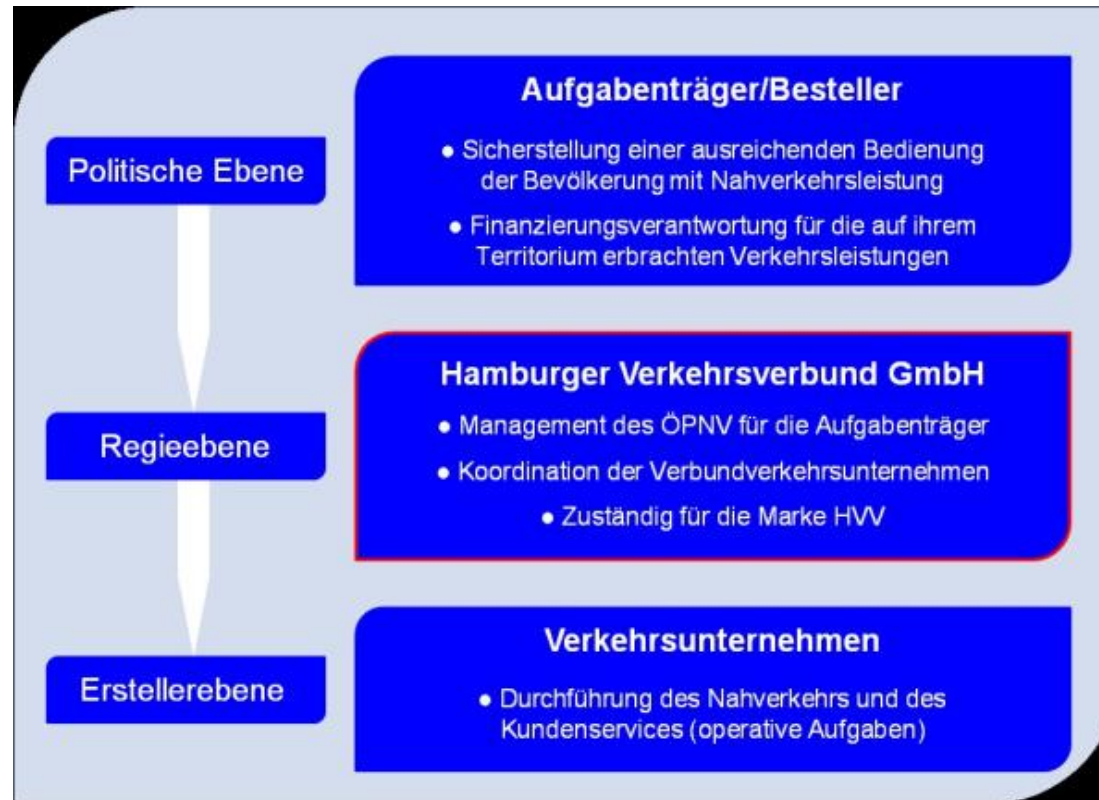 Politische Ebene
Aufgabenträger/Besteller
● Sicherstellung einer ausreichenden Bedienung
der Bevölkerung mit Nahverkehrsleistung
● Finanzierungsverantwortung für die auf ihrem
Territorium erbrachten Verkehrsleistungen
Regieebene
Hamburger Verkehrsverbund GmbH
● Management des ÖPNV für die Aufgabenträger
● Koordination der Verbundverkehrsunternehmen
● Zuständig für die Marke HVV
Erstellerebene
Verkehrsunternehmen
● Durchführung des Nahverkehrs und des
Kundenservices (operative Aufgaben)